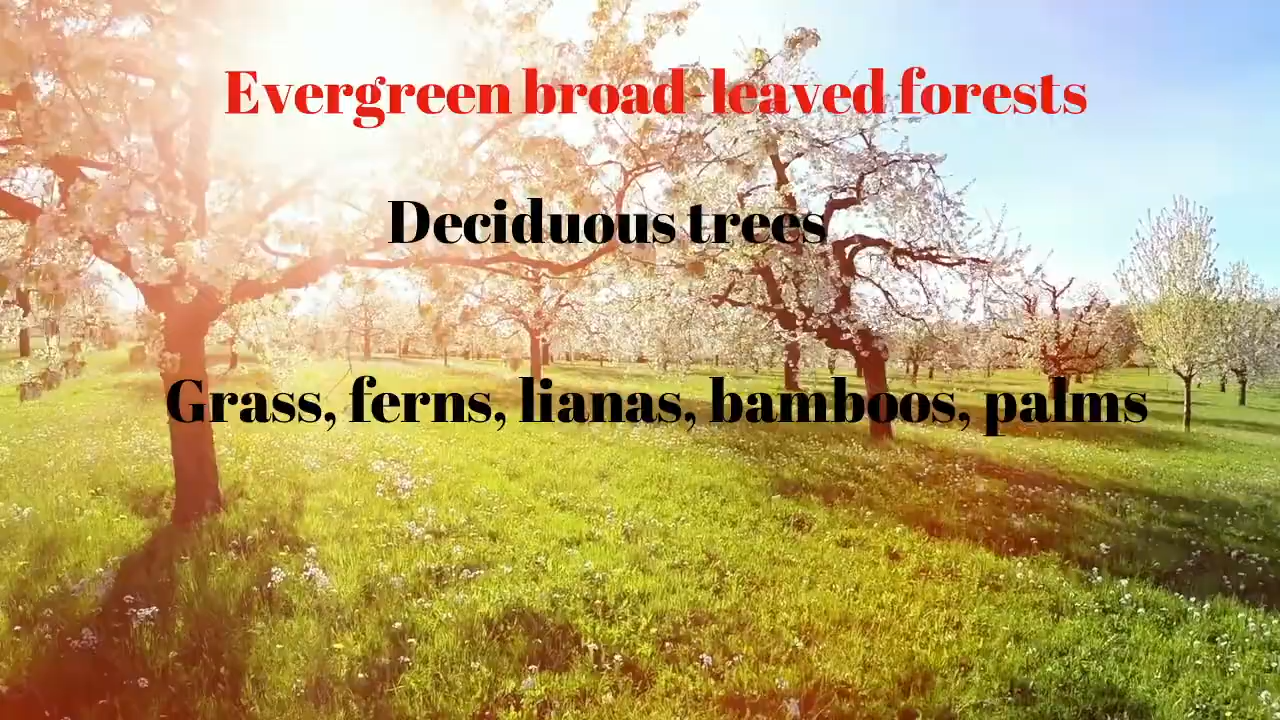 Evergreen broad-leaved forests
Deciduous trees
Grass, ferns, lianas, bamboos, palms